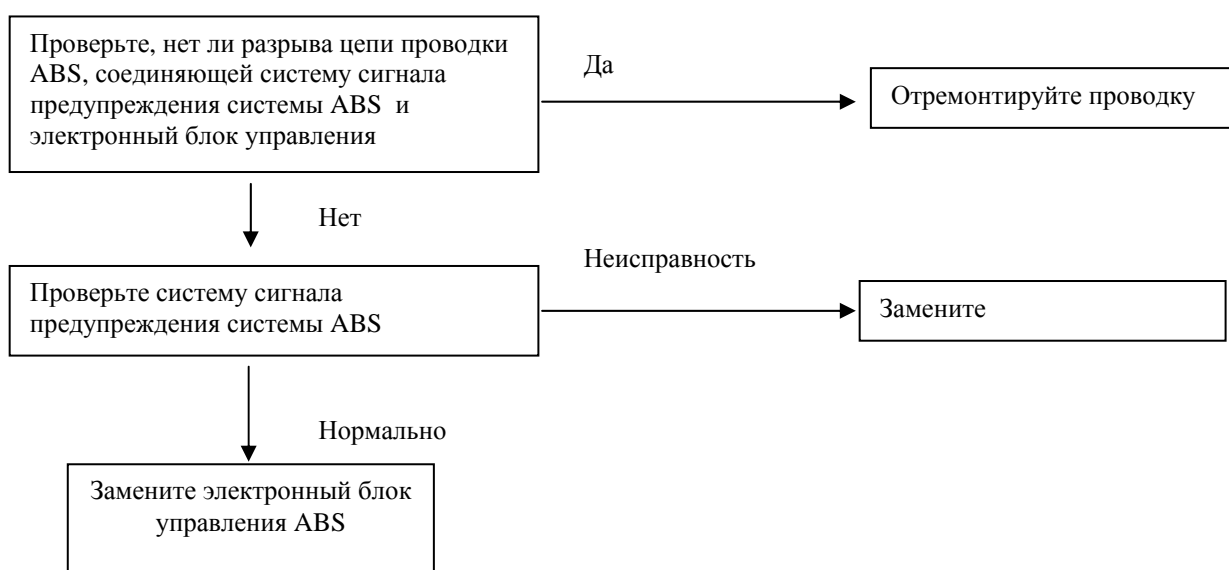 Проверьте, нет ли разрыва цепи проводки
ABS, соединяющей систему сигнала
предупреждения системы ABS и
электронный блок управления
Да
Отремонтируйте проводку
Нет
Неисправность
Проверьте систему сигнала
предупреждения системы ABS
Замените
Нормально
Замените электронный блок
управления ABS